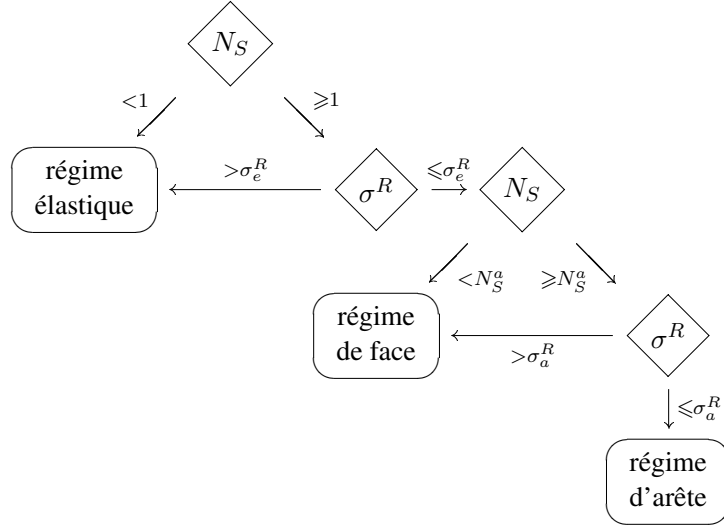 N_S
<1
⩾1
régime
élastique
>σ_e^R
σ^R
⩽σ_e^R
N_S
<N_S^a
⩾N_S^a
régime
de face
>σ_a^R
σ^R
⩽σ_a^R
régime
d'arête